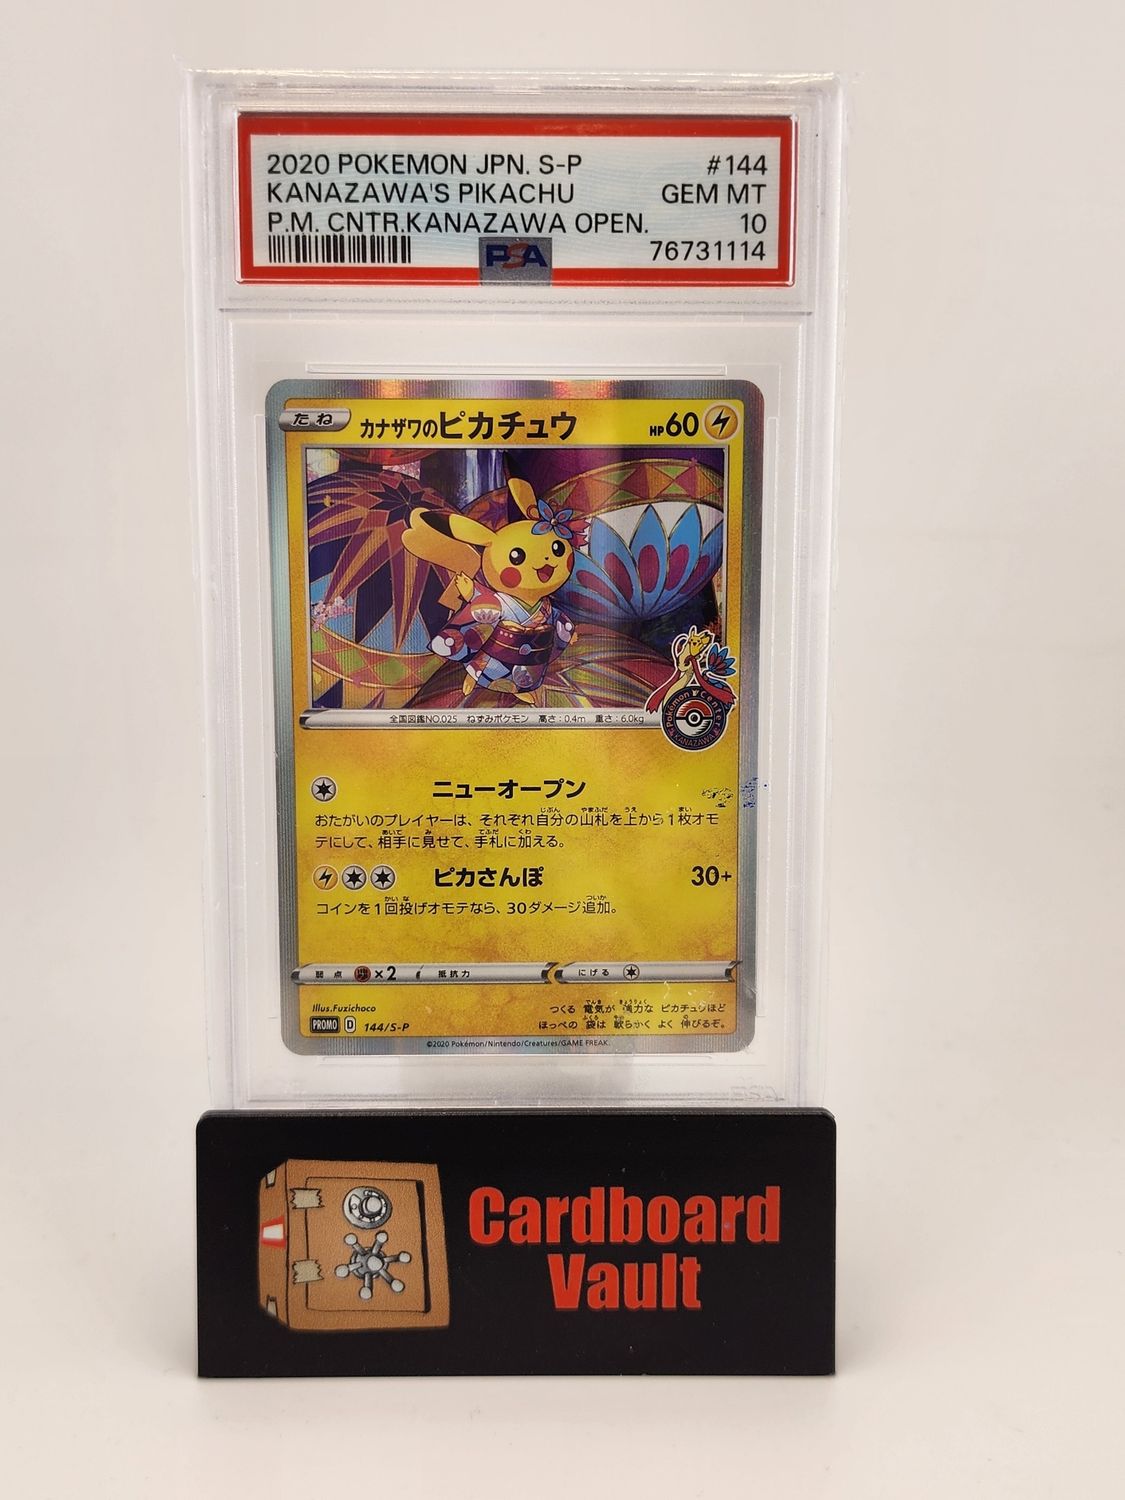 2020 POKEMON JPN. S-P #144
KANAZAWA'S PIKACHU GEM MT
P.M. CNTR.KANAZAWA OPEN. 10
PSA 76731114
たね カナザワのピカチュウ HP60
Pokémon Center
KANAZAWA
全国図鑑NO.025 ねずみポケモン 高さ:0.4m 重さ:6.0kg
ニューオープン
おたがいのプレイヤーは、それぞれ自分の山札を上から1枚オモ
テにして、相手に見せて、手札に加える。
ピカさんぽ 30+
コインを1回投げオモテなら、30ダメージ追加。
弱点 ×2 抵抗力 にげる
Illus.Fuzichoco
つくる 電気が 強力な ピカチュウほど
ほっぺの 袋は 軟らかく よく 伸びるぞ。
PROMO D 144/S-P
©2020 Pokémon/Nintendo/Creatures/GAME FREAK.
Cardboard
Vault